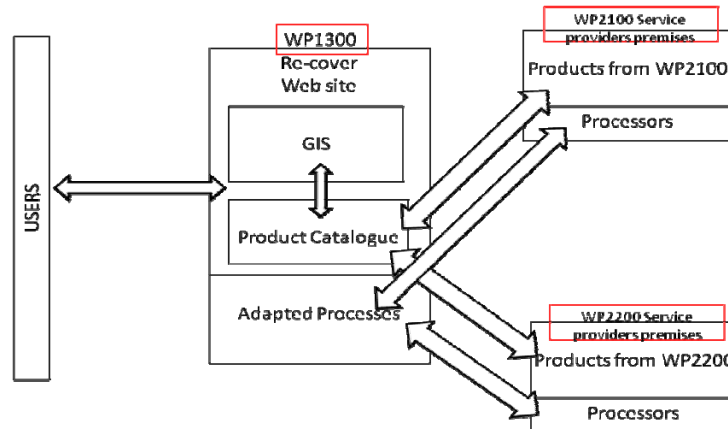 USERS
WP1300
Re-cover
Web site
GIS
Product Catalogue
Adapted Processes
WP2100 Service
providers premises
Products from WP2100
Processors
WP2200 Service
providers premises
Products from WP2200
Processors